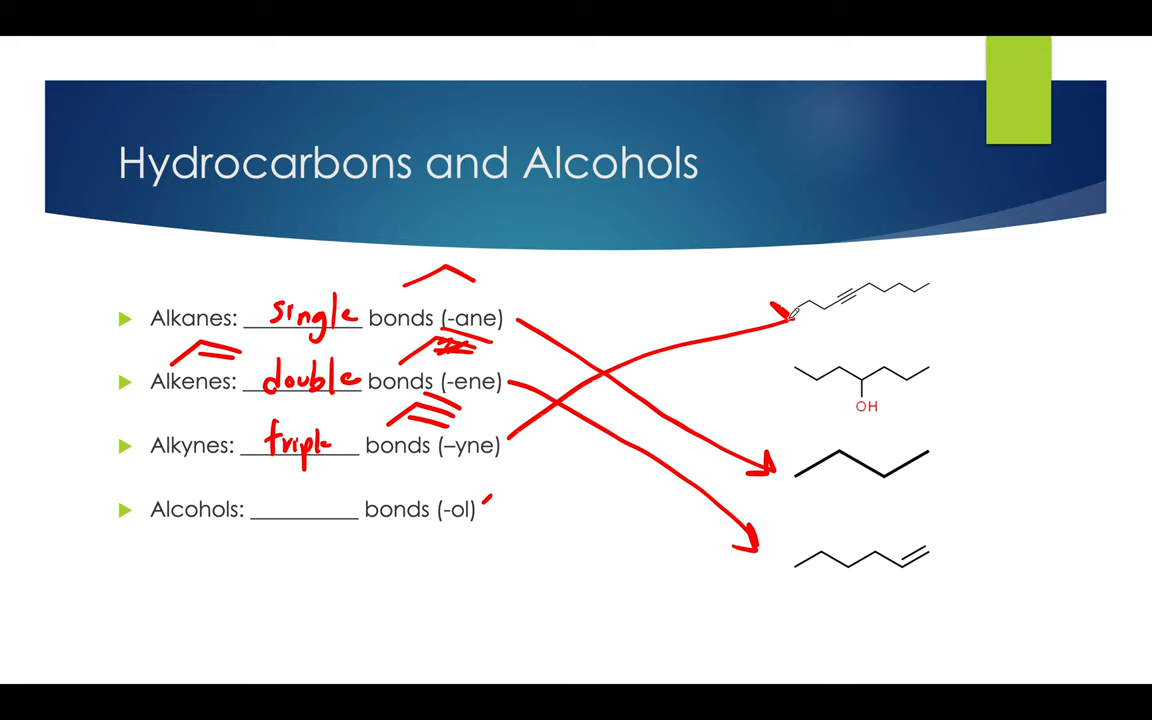 Hydrocarbons and Alcohols
Alkanes: single bonds (-ane)
Alkenes: double bonds (-ene)
Alkynes: triple bonds (–yne)
Alcohols: __________ bonds (-ol)
OH